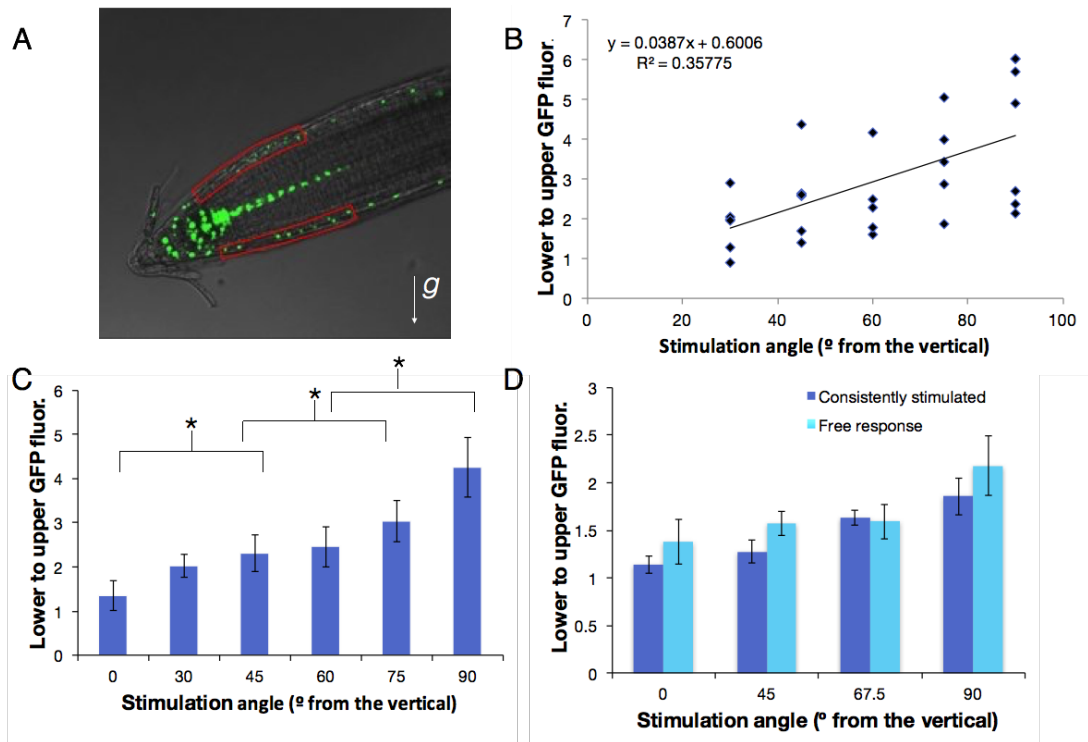 A
g
B
y = 0.0387x + 0.6006
R² = 0.35775
Lower to upper GFP fluor.
7
6
5
4
3
2
1
0
0 20 40 60 80 100
Stimulation angle (º from the vertical)
C
* * *
Lower to upper GFP fluor.
6
5
4
3
2
1
0
0 30 45 60 75 90
Stimulation angle (º from the vertical)
D
Consistently stimulated
Free response
Lower to upper GFP fluor.
3
2.5
2
1.5
1
0.5
0
0 45 67.5 90
Stimulation angle (º from the vertical)